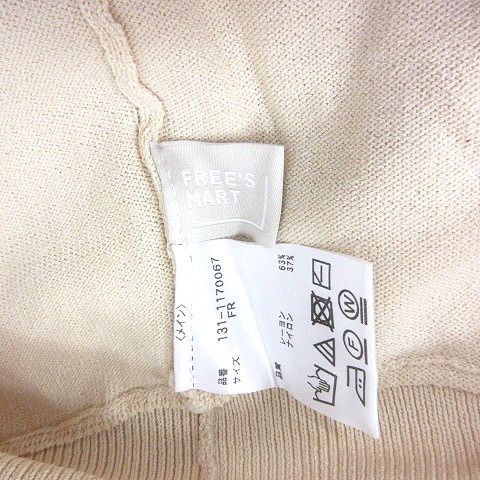 FREE'S
MART
〈メイン〉
品番 131-1170067
サイズ FR
レーヨン 63%
ナイロン 37%
W
F